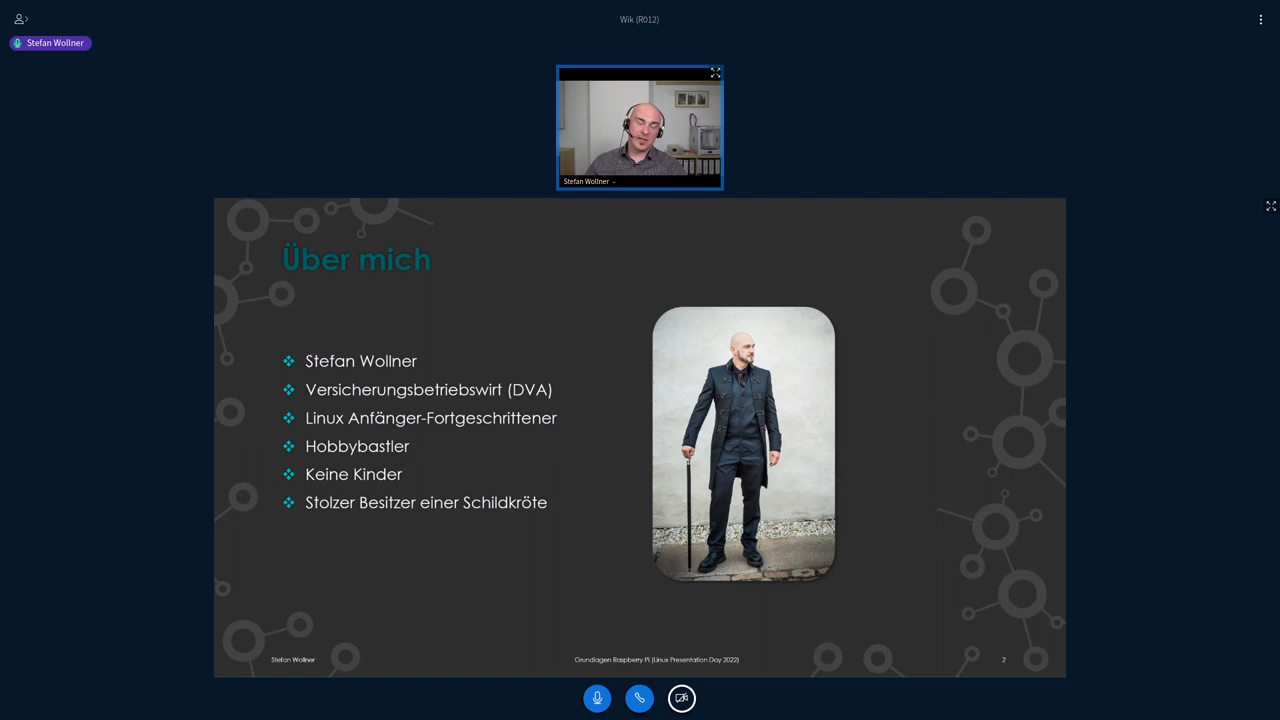 Wik (R012)
Stefan Wollner
Stefan Wollner
Über mich
Stefan Wollner
Versicherungsbetriebswirt (DVA)
Linux Anfänger-Fortgeschrittener
Hobbybastler
Keine Kinder
Stolzer Besitzer einer Schildkröte
Stefan Wollner
Grundlagen Raspberry Pi (Linux Presentation Day 2022)
2